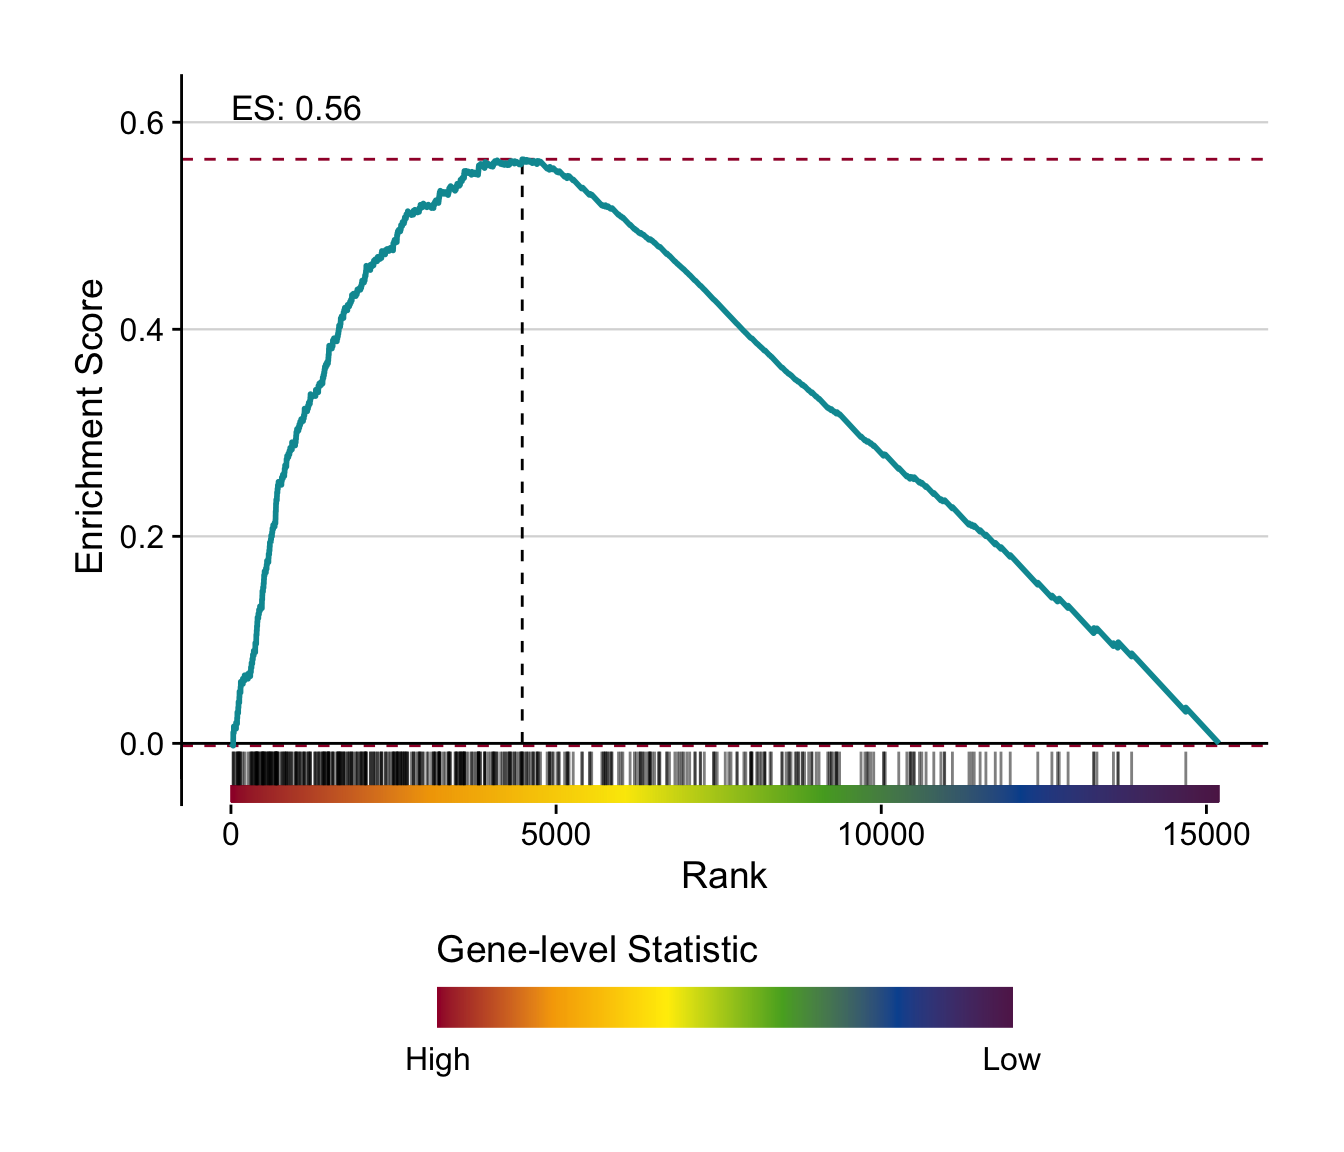 ES: 0.56
0.6
0.4
0.2
0.0
Enrichment Score
0 5000 10000 15000
Rank
Gene-level Statistic
High Low